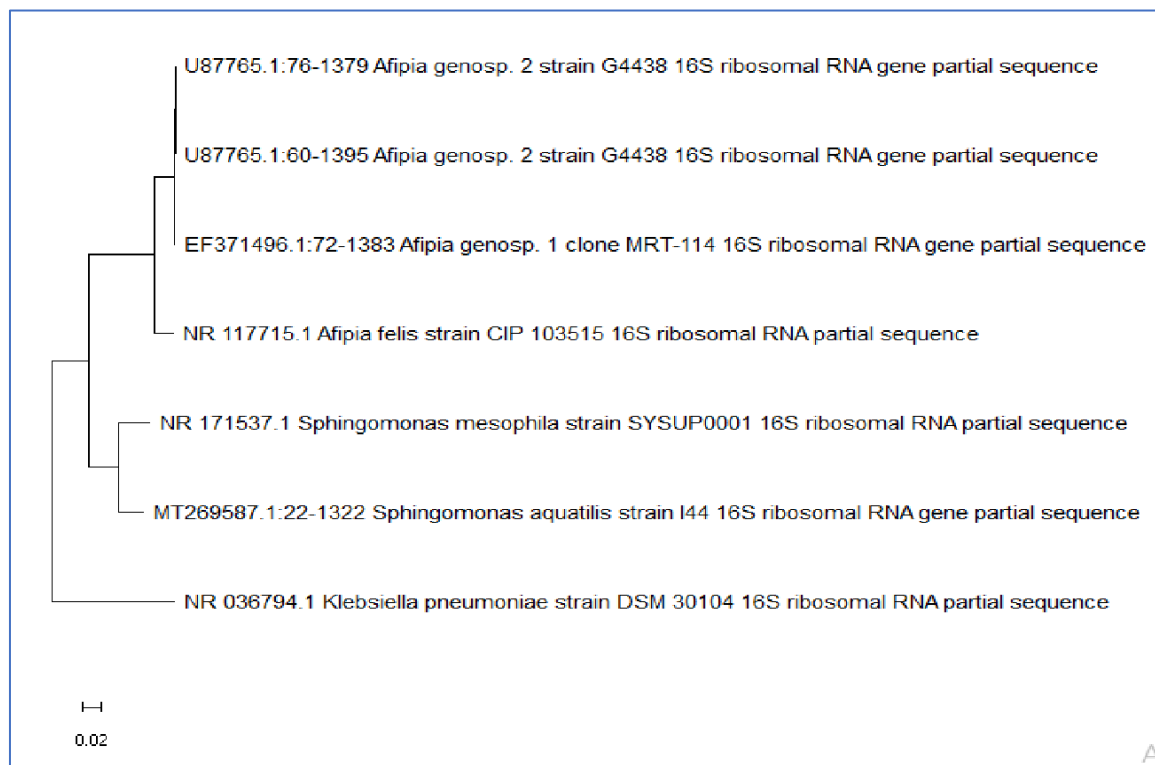 U87765.1:76-1379 Afipia genosp. 2 strain G4438 16S ribosomal RNA gene partial sequence
U87765.1:60-1395 Afipia genosp. 2 strain G4438 16S ribosomal RNA gene partial sequence
EF371496.1:72-1383 Afipia genosp. 1 clone MRT-114 16S ribosomal RNA gene partial sequence
NR 117715.1 Afipia felis strain CIP 103515 16S ribosomal RNA partial sequence
NR 171537.1 Sphingomonas mesophila strain SYSUP0001 16S ribosomal RNA partial sequence
MT269587.1:22-1322 Sphingomonas aquatilis strain I44 16S ribosomal RNA gene partial sequence
NR 036794.1 Klebsiella pneumoniae strain DSM 30104 16S ribosomal RNA partial sequence
0.02
A